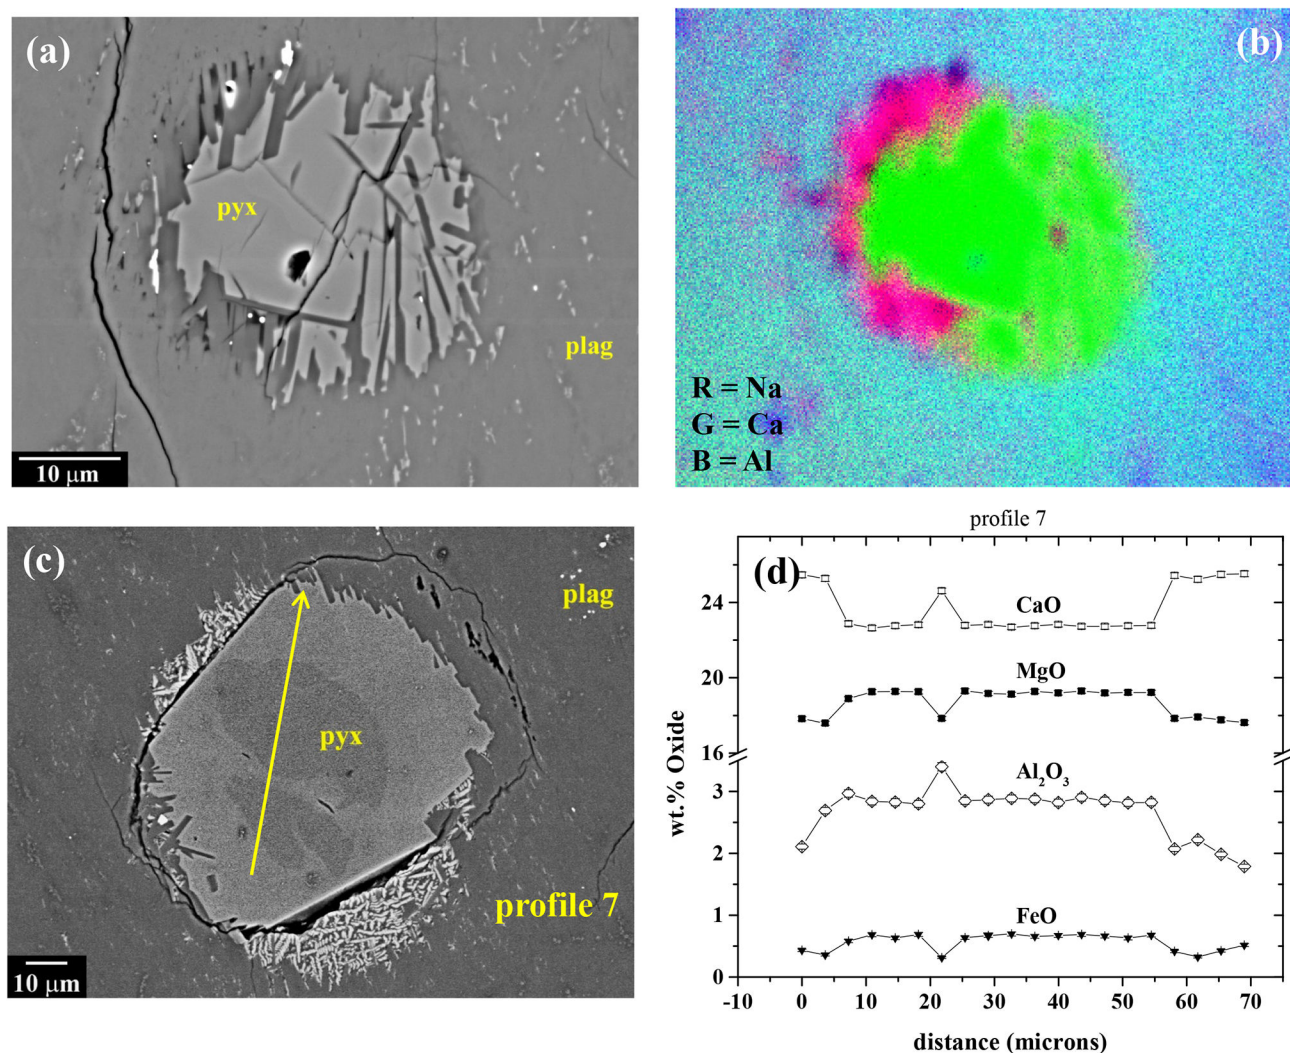 (a)
pyx
plag
10 μm
(b)
R = Na
G = Ca
B = Al
(c)
plag
pyx
profile 7
10 μm
profile 7
(d)
CaO
MgO
Al₂O₃
FeO
wt.% Oxide
24
20
16
3
2
1
0
-10 0 10 20 30 40 50 60 70
distance (microns)